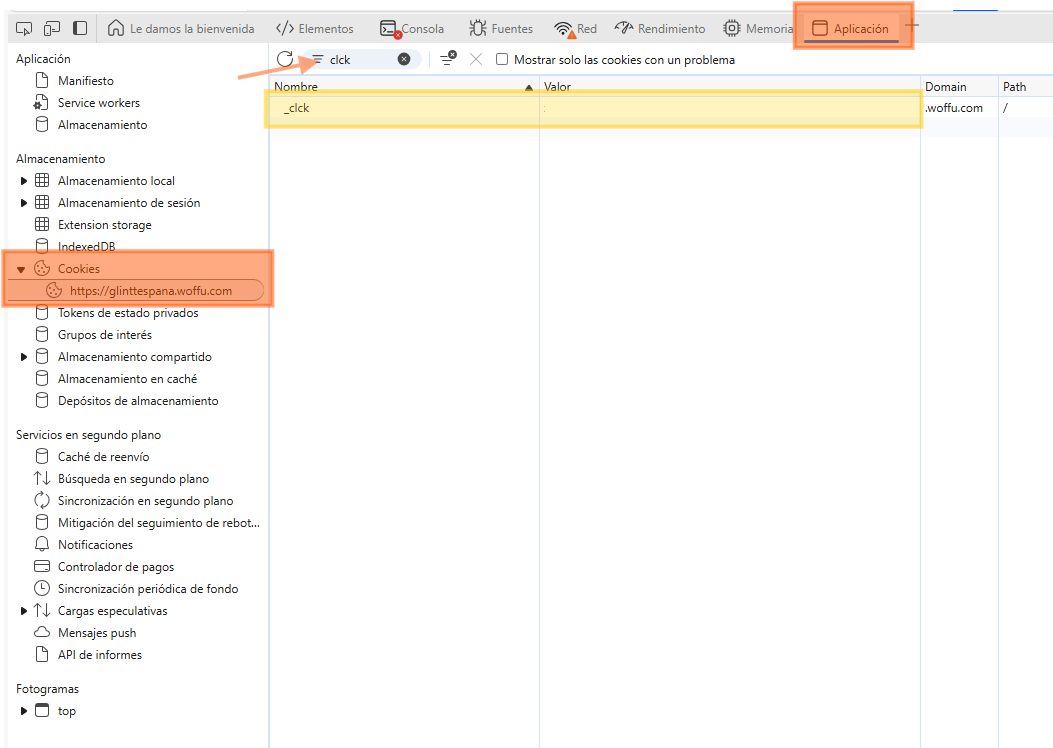 Le damos la bienvenida Elementos Consola Fuentes Red Rendimiento Memoria Aplicación
Aplicación
Manifiesto
Service workers
Almacenamiento
Almacenamiento
Almacenamiento local
Almacenamiento de sesión
Extension storage
IndexedDB
Cookies
https://glinttespana.woffu.com
Tokens de estado privados
Grupos de interés
Almacenamiento compartido
Almacenamiento en caché
Depósitos de almacenamiento
Servicios en segundo plano
Caché de reenvío
Búsqueda en segundo plano
Sincronización en segundo plano
Mitigación del seguimiento de rebot...
Notificaciones
Controlador de pagos
Sincronización periódica de fondo
Cargas especulativas
Mensajes push
API de informes
Fotogramas
top
clck Mostrar solo las cookies con un problema
Nombre Valor Domain Path
_clck .woffu.com /